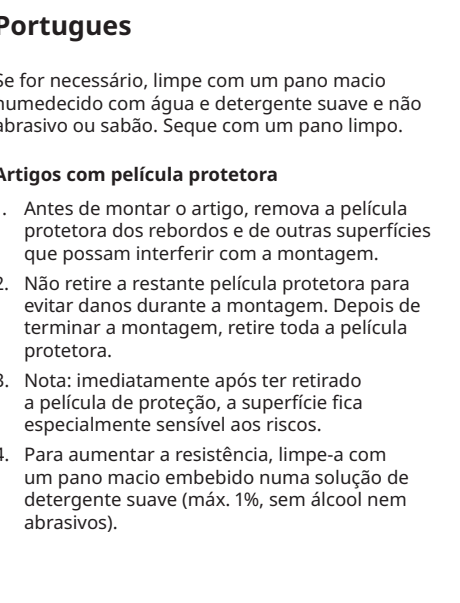 Portugues
Se for necessário, limpe com um pano macio
humedecido com água e detergente suave e não
abrasivo ou sabão. Seque com um pano limpo.
Artigos com película protetora
1. Antes de montar o artigo, remova a película
protetora dos rebordos e de outras superfícies
que possam interferir com a montagem.
2. Não retire a restante película protetora para
evitar danos durante a montagem. Depois de
terminar a montagem, retire toda a película
protetora.
3. Nota: imediatamente após ter retirado
a película de proteção, a superfície fica
especialmente sensível aos riscos.
4. Para aumentar a resistência, limpe-a com
um pano macio embebido numa solução de
detergente suave (máx. 1%, sem álcool nem
abrasivos).